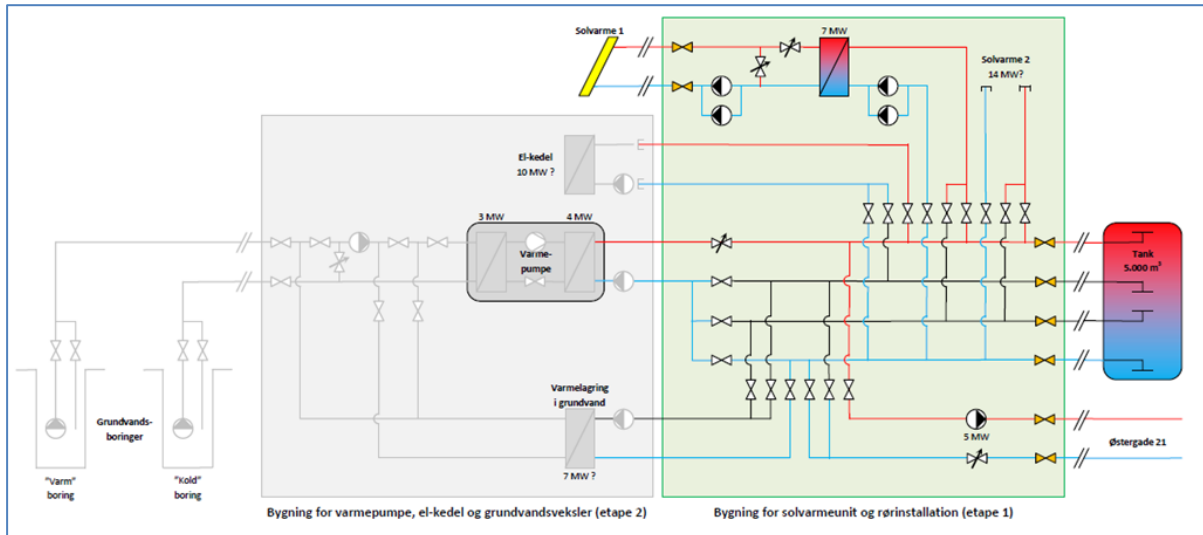 Solvarme 1
7 MW
Solvarme 2
14 MW?
El-kedel
10 MW ?
3 MW
4 MW
Varme-
pumpe
Tank
5.000 m³
Varmelagring
i grundvand
7 MW ?
Grundvands-
boringer
5 MW
Østergade 21
"Varm"
boring
"Kold"
boring
Bygning for varmepumpe, el-kedel og grundvandsveksler (etape 2)
Bygning for solvarmeunit og rørinstallation (etape 1)